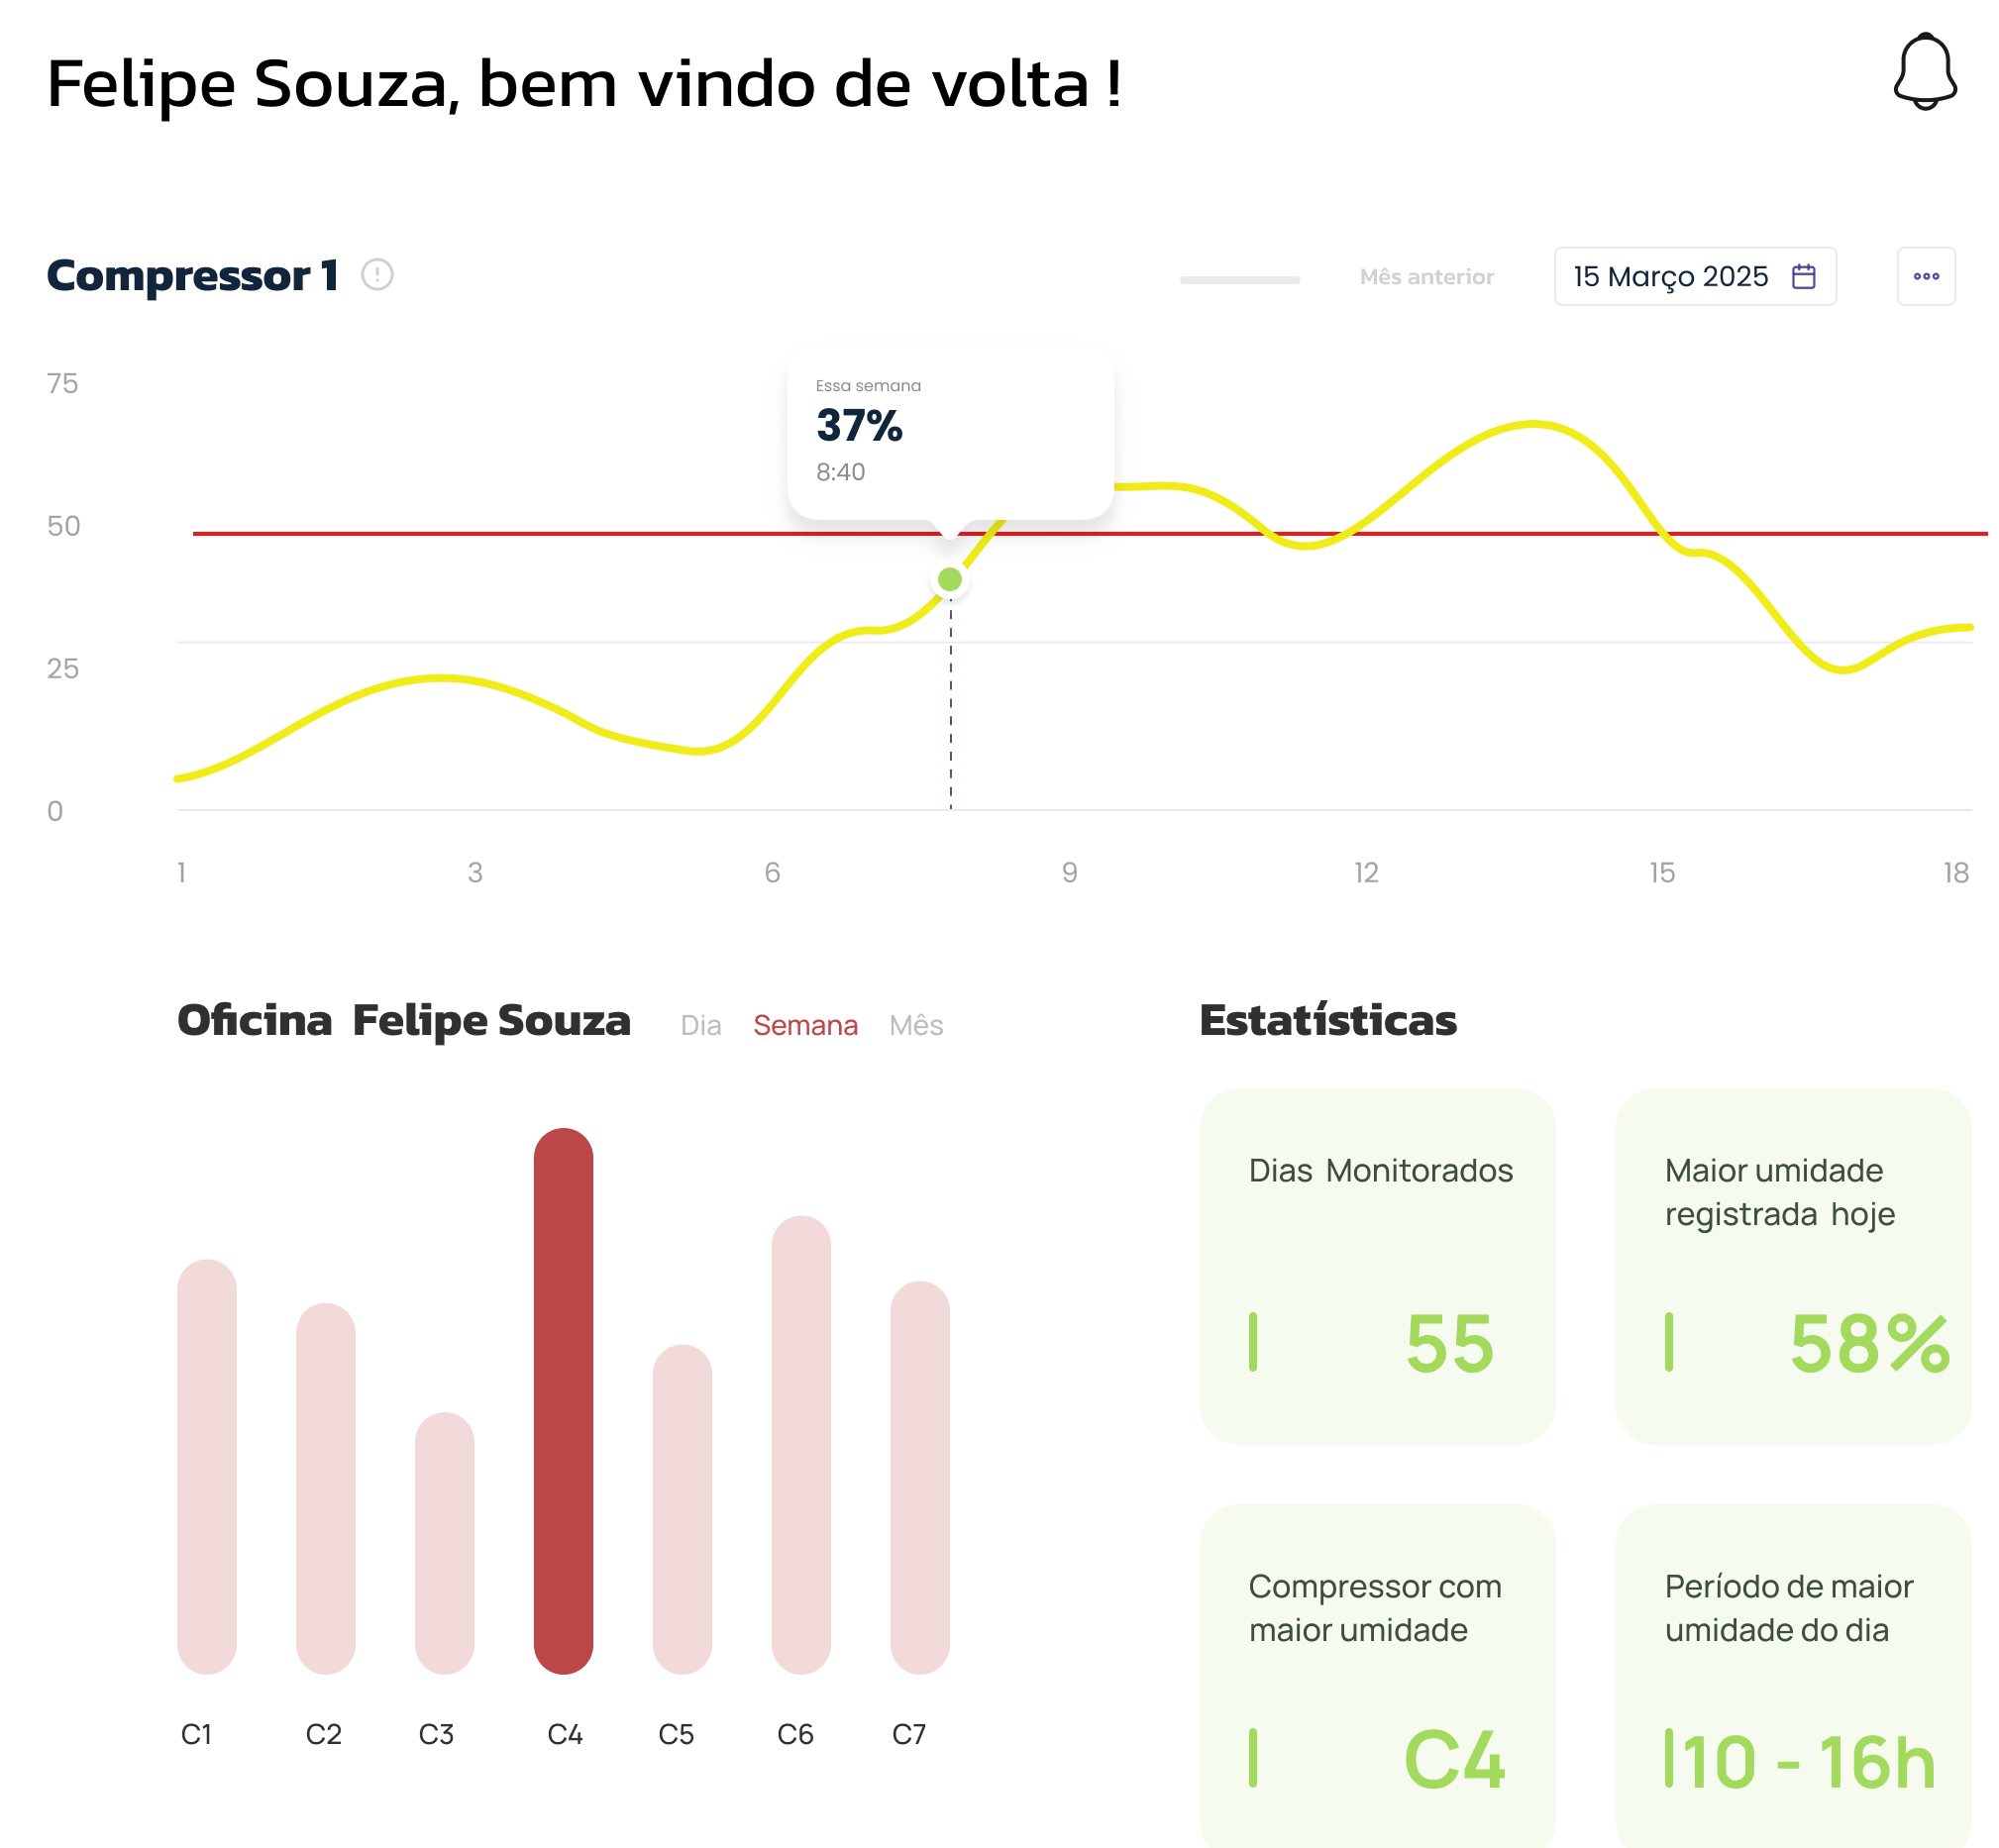 Felipe Souza, bem vindo de volta !
Compressor 1
Mês anterior
15 Março 2025
75
Essa semana
37%
8:40
50
25
0
1 3 6 9 12 15 18
Oficina Felipe Souza
Dia Semana Mês
C1 C2 C3 C4 C5 C6 C7
Estatísticas
Dias Monitorados
55
Maior umidade
registrada hoje
58%
Compressor com
maior umidade
C4
Período de maior
umidade do dia
10 - 16h